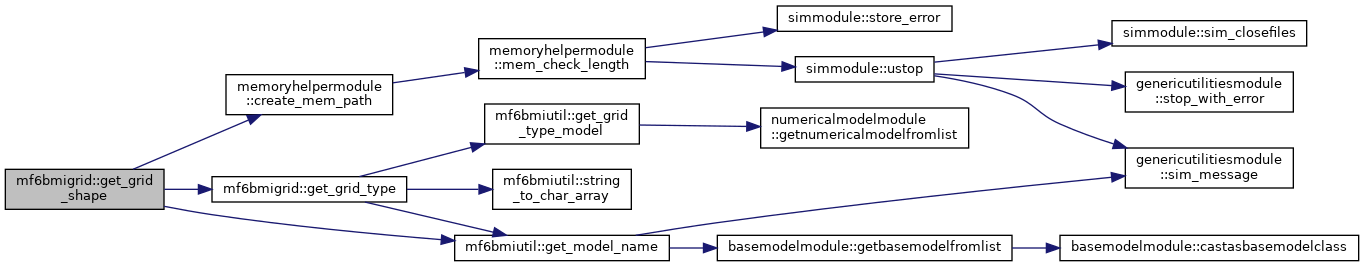 mf6bmigrid::get_grid
_shape
memoryhelpermodule
::create_mem_path
mf6bmigrid::get_grid_type
memoryhelpermodule
::mem_check_length
mf6bmiutil::get_grid
_type_model
mf6bmiutil::string
_to_char_array
mf6bmiutil::get_model_name
simmodule::store_error
simmodule::ustop
numericalmodelmodule
::getnumericalmodelfromlist
basemodelmodule::getbasemodelfromlist
simmodule::sim_closefiles
genericutilitiesmodule
::stop_with_error
genericutilitiesmodule
::sim_message
basemodelmodule::castasbasemodelclass